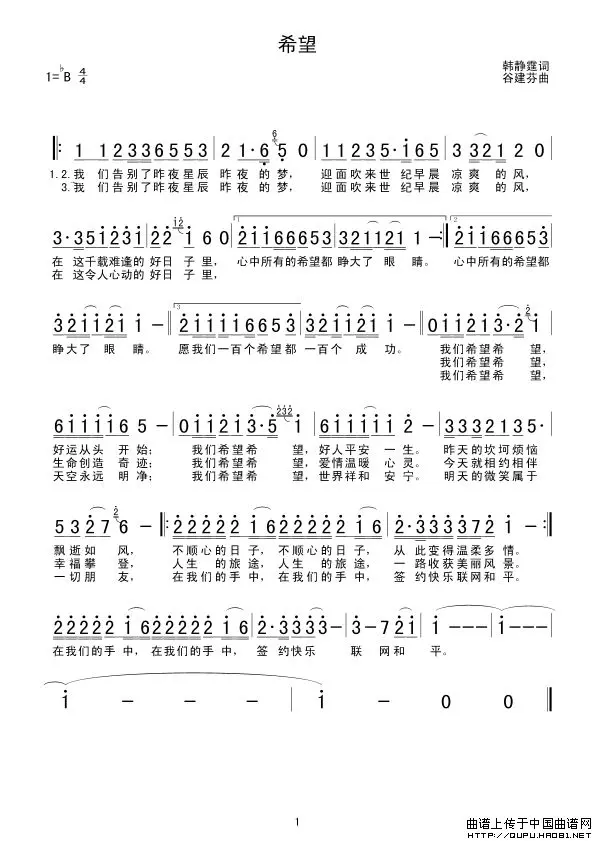 希望
1=♭B 4/4
韩静霆词
谷建芬曲
1 1 2 3 3 6 5 5 3 2 1·6 5 0 1 1 2 3 5·1 6 5 3 3 2 1 2 0
1.2.我 们告别了昨夜星辰 昨夜 的 梦， 迎面吹来世 纪早晨 凉爽 的 风，
3.我 们告别了昨夜星辰 昨夜 的 梦， 迎面吹来世 纪早晨 凉爽 的 风，
3·3 5 1 2 3 1 2 2 1 6 0 2 1 1 6 6 6 5 3 3 2 1 1 2 1 1 - 2 1 1 6 6 6 5 3
在 这千载难逢的 好日 子 里， 心中所有的希望都 睁大了 眼 睛。 心中所有的希望都
在 这令人心动的 好日 子 里，
3 2 1 1 2 1 1 - 2 1 1 1 1 6 6 5 3 3 2 1 1 2 1 1 - 0 1 1 2 1 3·2 1
睁大了 眼 睛。 愿我们一百个希望都 一百个 成 功。 我们希望希 望，
我们希望希 望，
我们希望希 望，
6 1 1 1 1 1 6 5 - 0 1 1 2 1 3·5 1 6 1 1 1 1 1 2 - 3 3 3 2 1 3 5·
好运从头 开 始； 我们希望希 望， 好人平安 一 生。 昨天的坎坷烦恼
生命创造 奇 迹； 我们希望希 望， 爱情温暖 心 灵。 今天就相约相伴
天空永远 明 净； 我们希望希 望， 世界祥和 安 宁。 明天的微笑属于
5 3 2 7 6 - 2 2 2 2 2 1 6 2 2 2 2 2 1 6 2·3 3 3 3 7 2 1 -
飘逝如 风， 不顺心的 日子， 不顺心的 日子， 从 此变得温柔多 情。
幸福攀 登， 人生 的 旅途， 人生 的 旅途， 一 路收获美丽风 景。
一切朋 友， 在我们的 手中， 在我们的 手中， 签 约快乐联网和 平。
2 2 2 2 2 1 6 2 2 2 2 2 1 6 2·3 3 3 3 - 3 - 7 2 1 1 - - - 1 - - -
在我们的 手中， 在我们的 手中， 签 约快乐 联 网和 平。
1 - - - 1 - 0 0
1
曲谱上传于中国曲谱网
http://QUPU.HAO81.NET